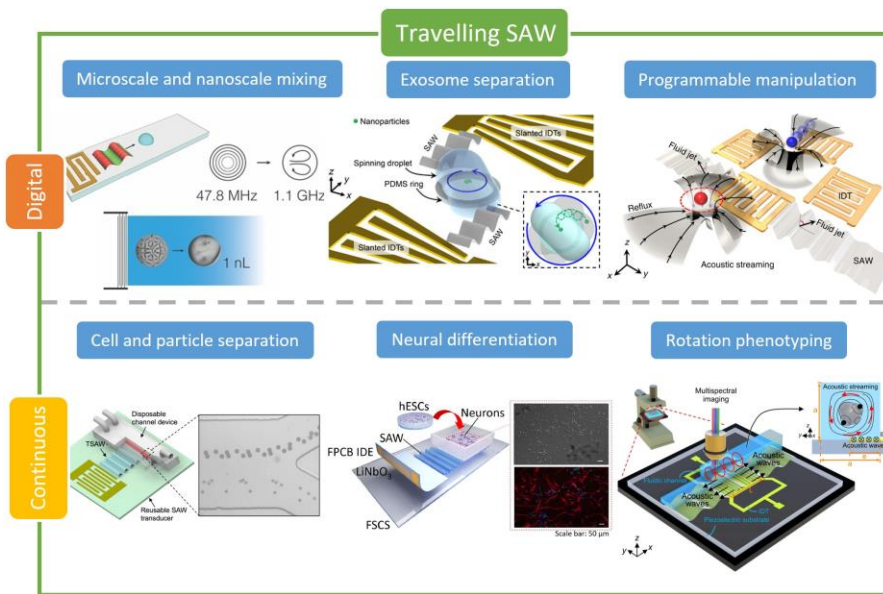 Travelling SAW
Microscale and nanoscale mixing
Exosome separation
Programmable manipulation
Digital
47.8 MHz
1.1 GHz
1 nL
Nanoparticles
SAW
Slanted IDTs
Spinning droplet
PDMS ring
z
y
x
Slanted IDTs
SAW
y
x
Fluid jet
IDT
Reflux
Fluid jet
Acoustic streaming
SAW
z
x
y
Continuous
Cell and particle separation
Neural differentiation
Rotation phenotyping
Disposable
channel device
TSAW
Reusable SAW
transducer
hESCs
Neurons
SAW
FPCB IDE
LiNbO3
FSCS
Scale bar: 50 μm
Multispectral
imaging
Acoustic
waves
Fluidic channel
Acoustic
waves
IDT
Piezoelectric substrate
z
y
x
Acoustic streaming
a
Acoustic wave
e
a